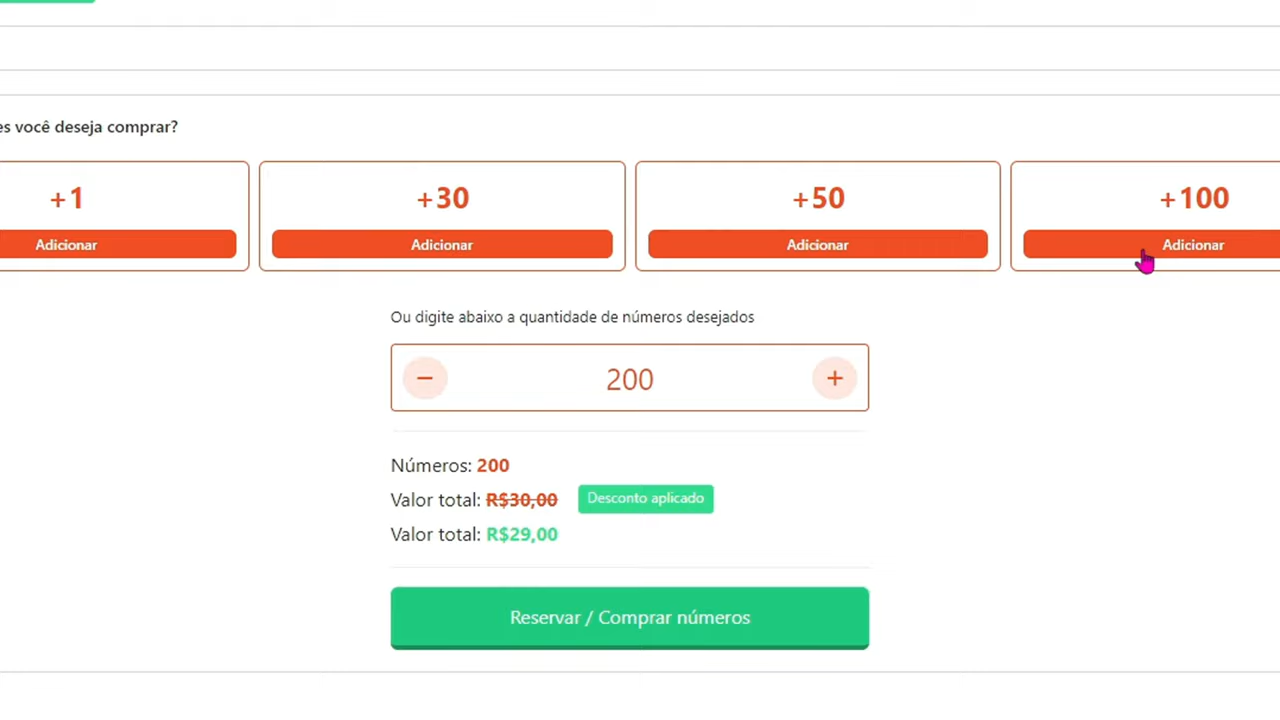 você deseja comprar?
+1
Adicionar
+30
Adicionar
+50
Adicionar
+100
Adicionar
Ou digite abaixo a quantidade de números desejados
− 200 +
Números: 200
Valor total: R$30,00 Desconto aplicado
Valor total: R$29,00
Reservar / Comprar números